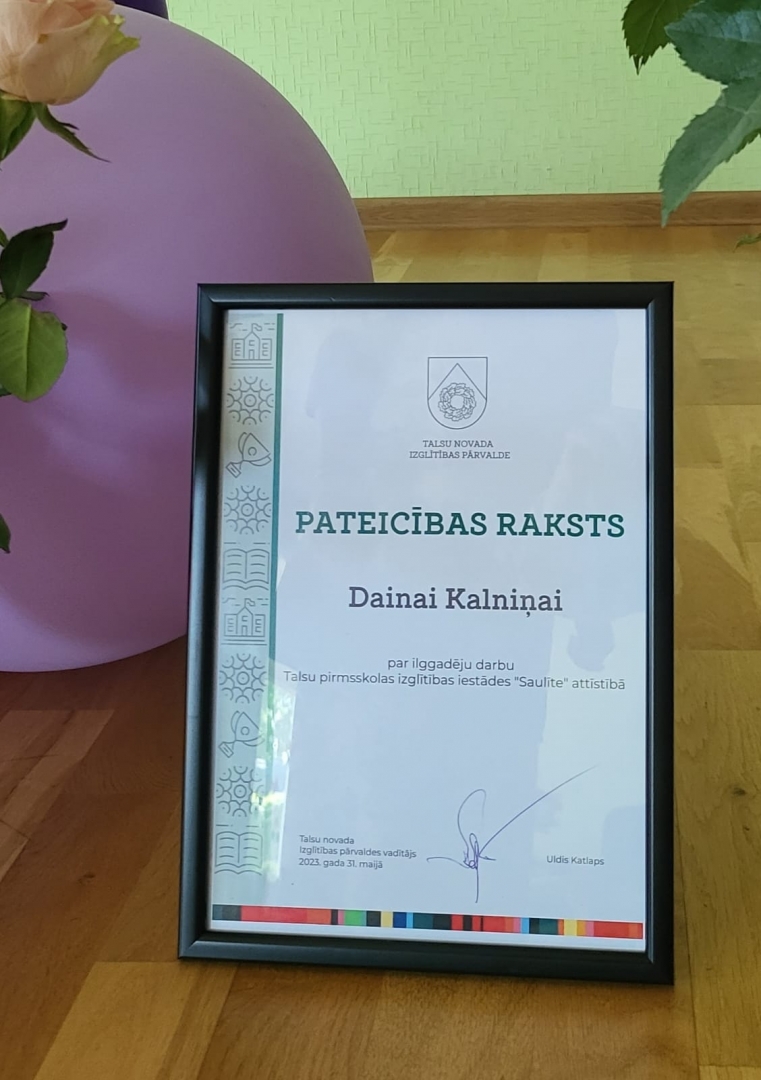 TALSU NOVADA
IZGLĪTĪBAS PĀRVALDE
PATEICĪBAS RAKSTS
Dainai Kalniņai
par ilggadēju darbu
Talsu pirmsskolas izglītības iestādes "Saulīte" attīstībā
Talsu novada
Izglītības pārvaldes vadītājs
2023. gada 31. maijā
Uldis Katlaps